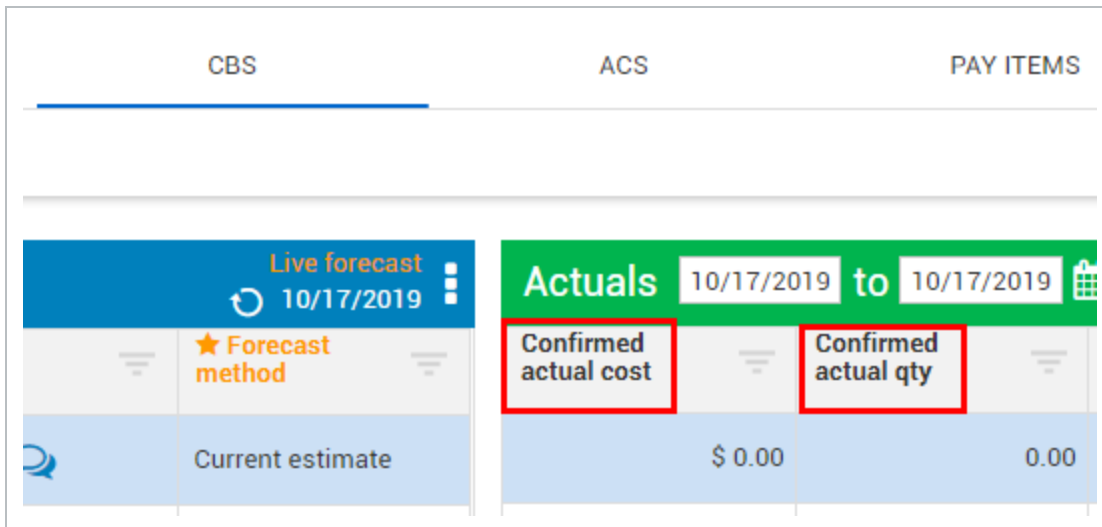 CBS ACS PAY ITEMS
Live forecast
10/17/2019
Actuals 10/17/2019 to 10/17/2019
Forecast
method
Confirmed
actual cost
Confirmed
actual qty
Current estimate $ 0.00 0.00